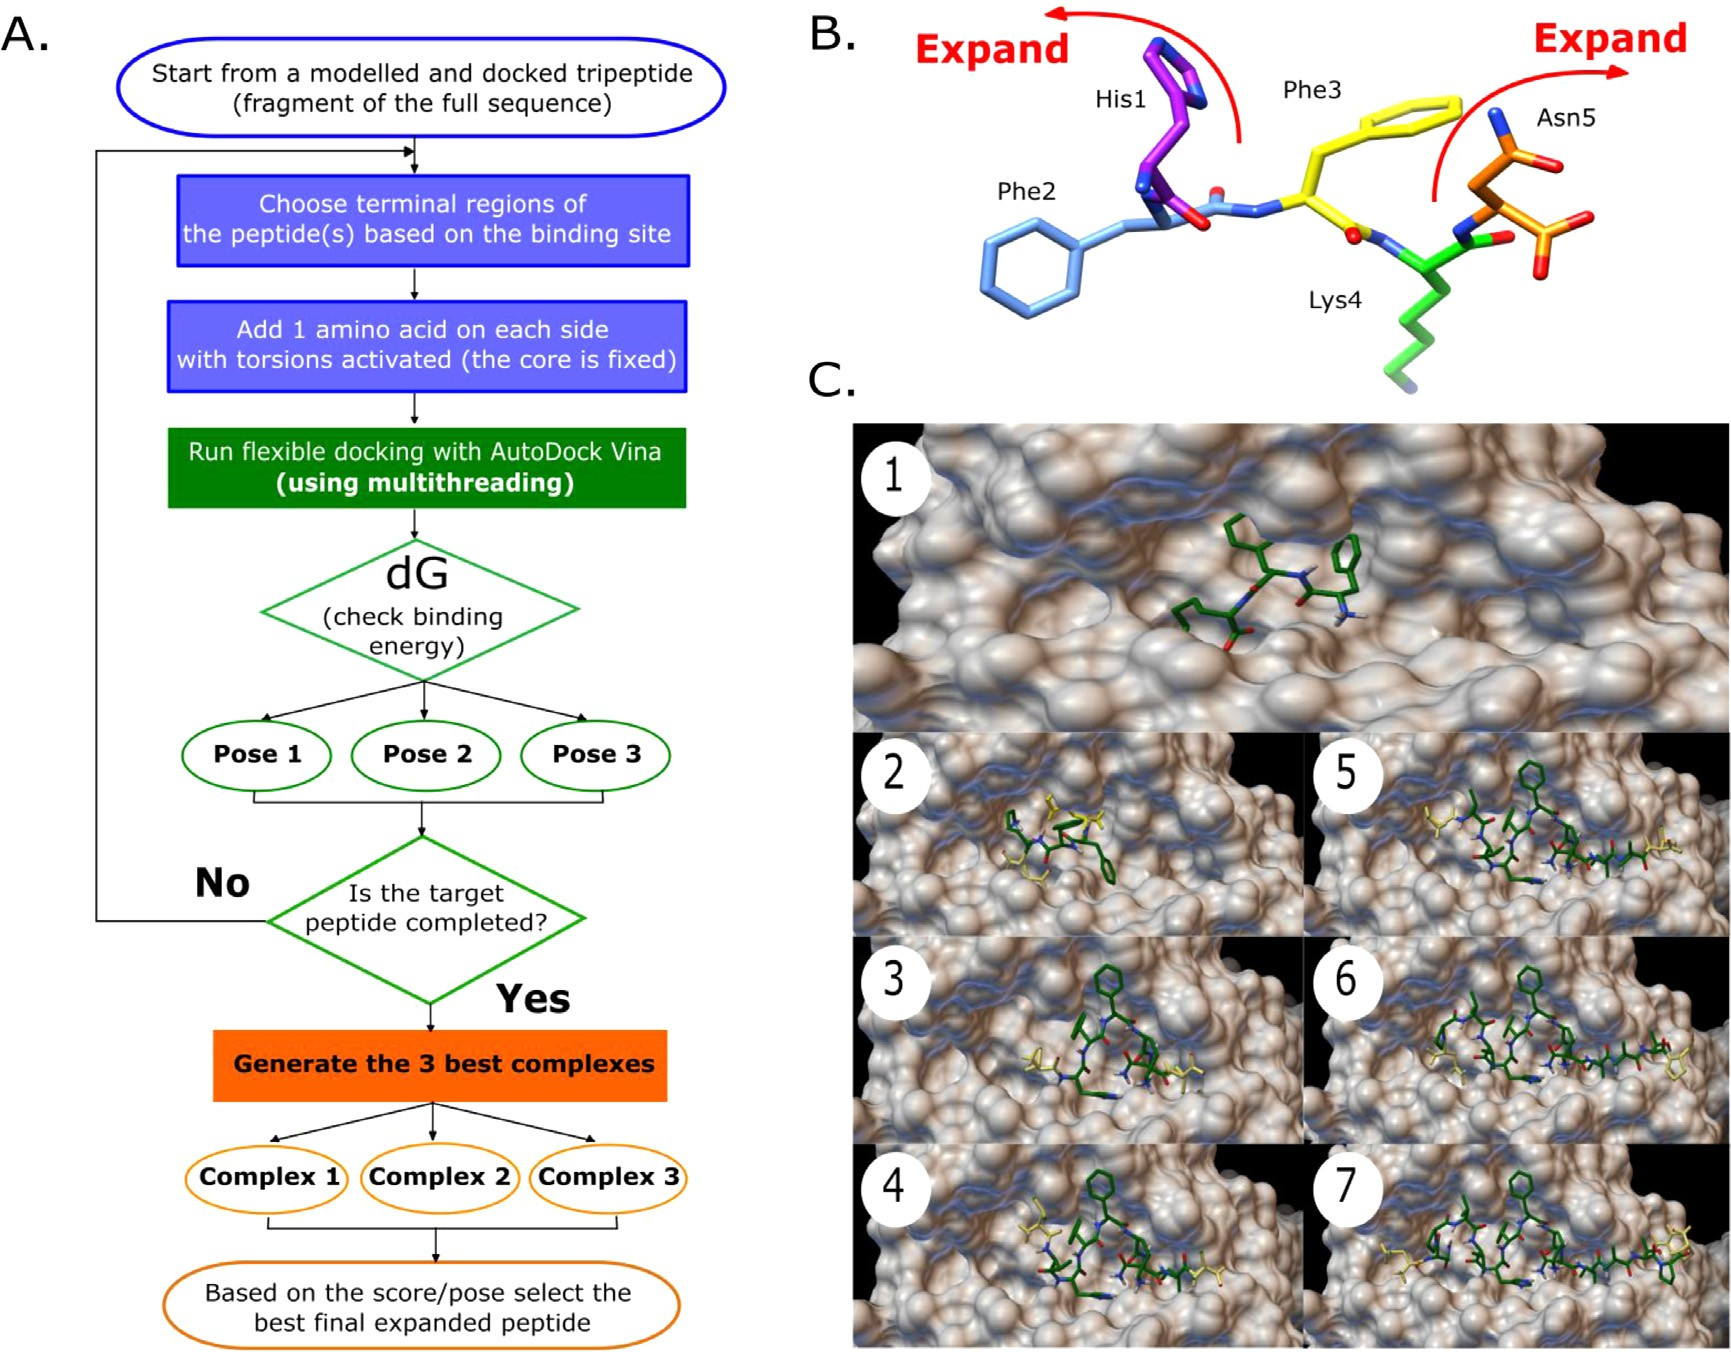 A.
Start from a modelled and docked tripeptide
(fragment of the full sequence)
Choose terminal regions of
the peptide(s) based on the binding site
Add 1 amino acid on each side
with torsions activated (the core is fixed)
Run flexible docking with AutoDock Vina
(using multithreading)
dG
(check binding
energy)
Pose 1
Pose 2
Pose 3
Is the target
peptide completed?
No
Yes
Generate the 3 best complexes
Complex 1
Complex 2
Complex 3
Based on the score/pose select the
best final expanded peptide
B.
Expand
Expand
His1
Phe3
Asn5
Phe2
Lys4
C.
1
2
3
4
5
6
7